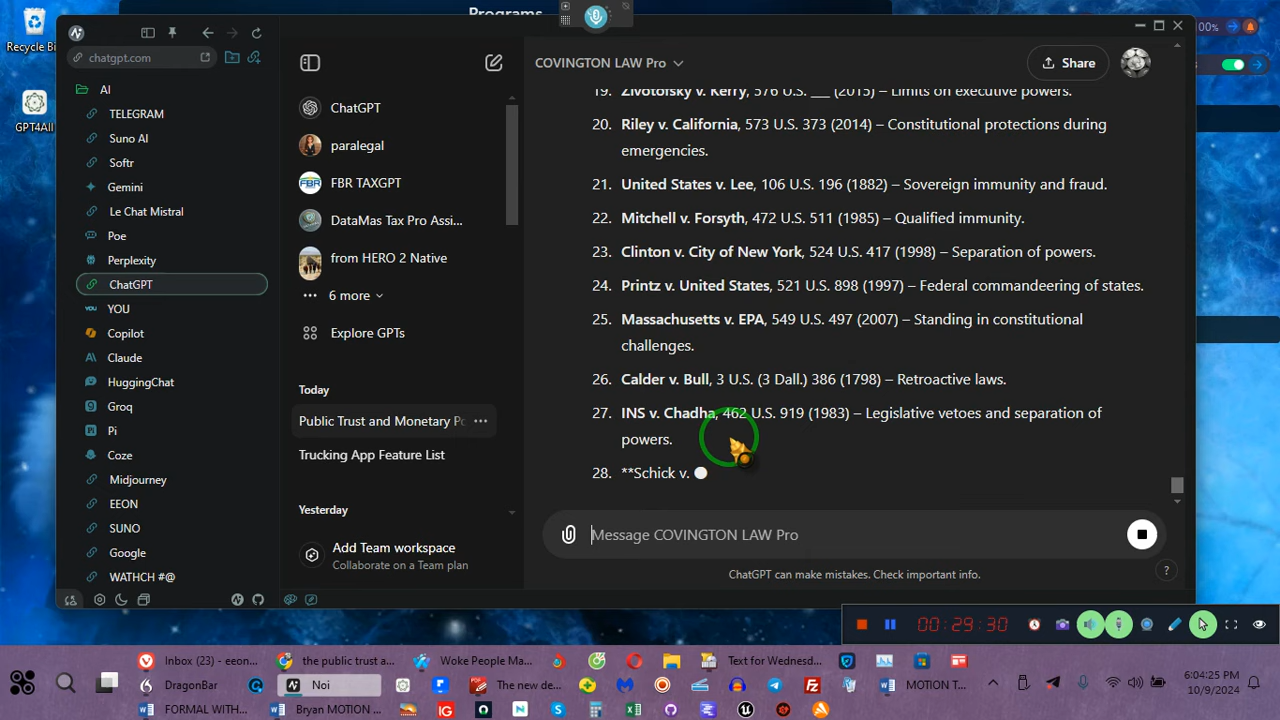 Programs
Recycle Bi
GPT4All
100%
chatgpt.com
AI
TELEGRAM
Suno AI
Softr
Gemini
Le Chat Mistral
Poe
Perplexity
ChatGPT
YOU
Copilot
Claude
HuggingChat
Groq
Pi
Coze
Midjourney
EEON
SUNO
Google
WATHCH #@
ChatGPT
paralegal
FBR TAXGPT
DataMas Tax Pro Assi...
from HERO 2 Native
6 more
Explore GPTs
Today
Public Trust and Monetary Po
Trucking App Feature List
Yesterday
Add Team workspace
Collaborate on a Team plan
COVINGTON LAW Pro
Share
19. Zivotofsky v. Kerry, 576 U.S. ___ (2015) – Limits on executive powers.
20. Riley v. California, 573 U.S. 373 (2014) – Constitutional protections during
emergencies.
21. United States v. Lee, 106 U.S. 196 (1882) – Sovereign immunity and fraud.
22. Mitchell v. Forsyth, 472 U.S. 511 (1985) – Qualified immunity.
23. Clinton v. City of New York, 524 U.S. 417 (1998) – Separation of powers.
24. Printz v. United States, 521 U.S. 898 (1997) – Federal commandeering of states.
25. Massachusetts v. EPA, 549 U.S. 497 (2007) – Standing in constitutional
challenges.
26. Calder v. Bull, 3 U.S. (3 Dall.) 386 (1798) – Retroactive laws.
27. INS v. Chadha, 462 U.S. 919 (1983) – Legislative vetoes and separation of
powers.
28. **Schick v.
Message COVINGTON LAW Pro
ChatGPT can make mistakes. Check important info.
?
00:29:30
Inbox (23) - eeon...
the public trust a...
Woke People Ma...
Text for Wednesd...
DragonBar
Noi
The new de...
MOTION T...
FORMAL WITH...
Bryan MOTION ...
6:04:25 PM
10/9/2024